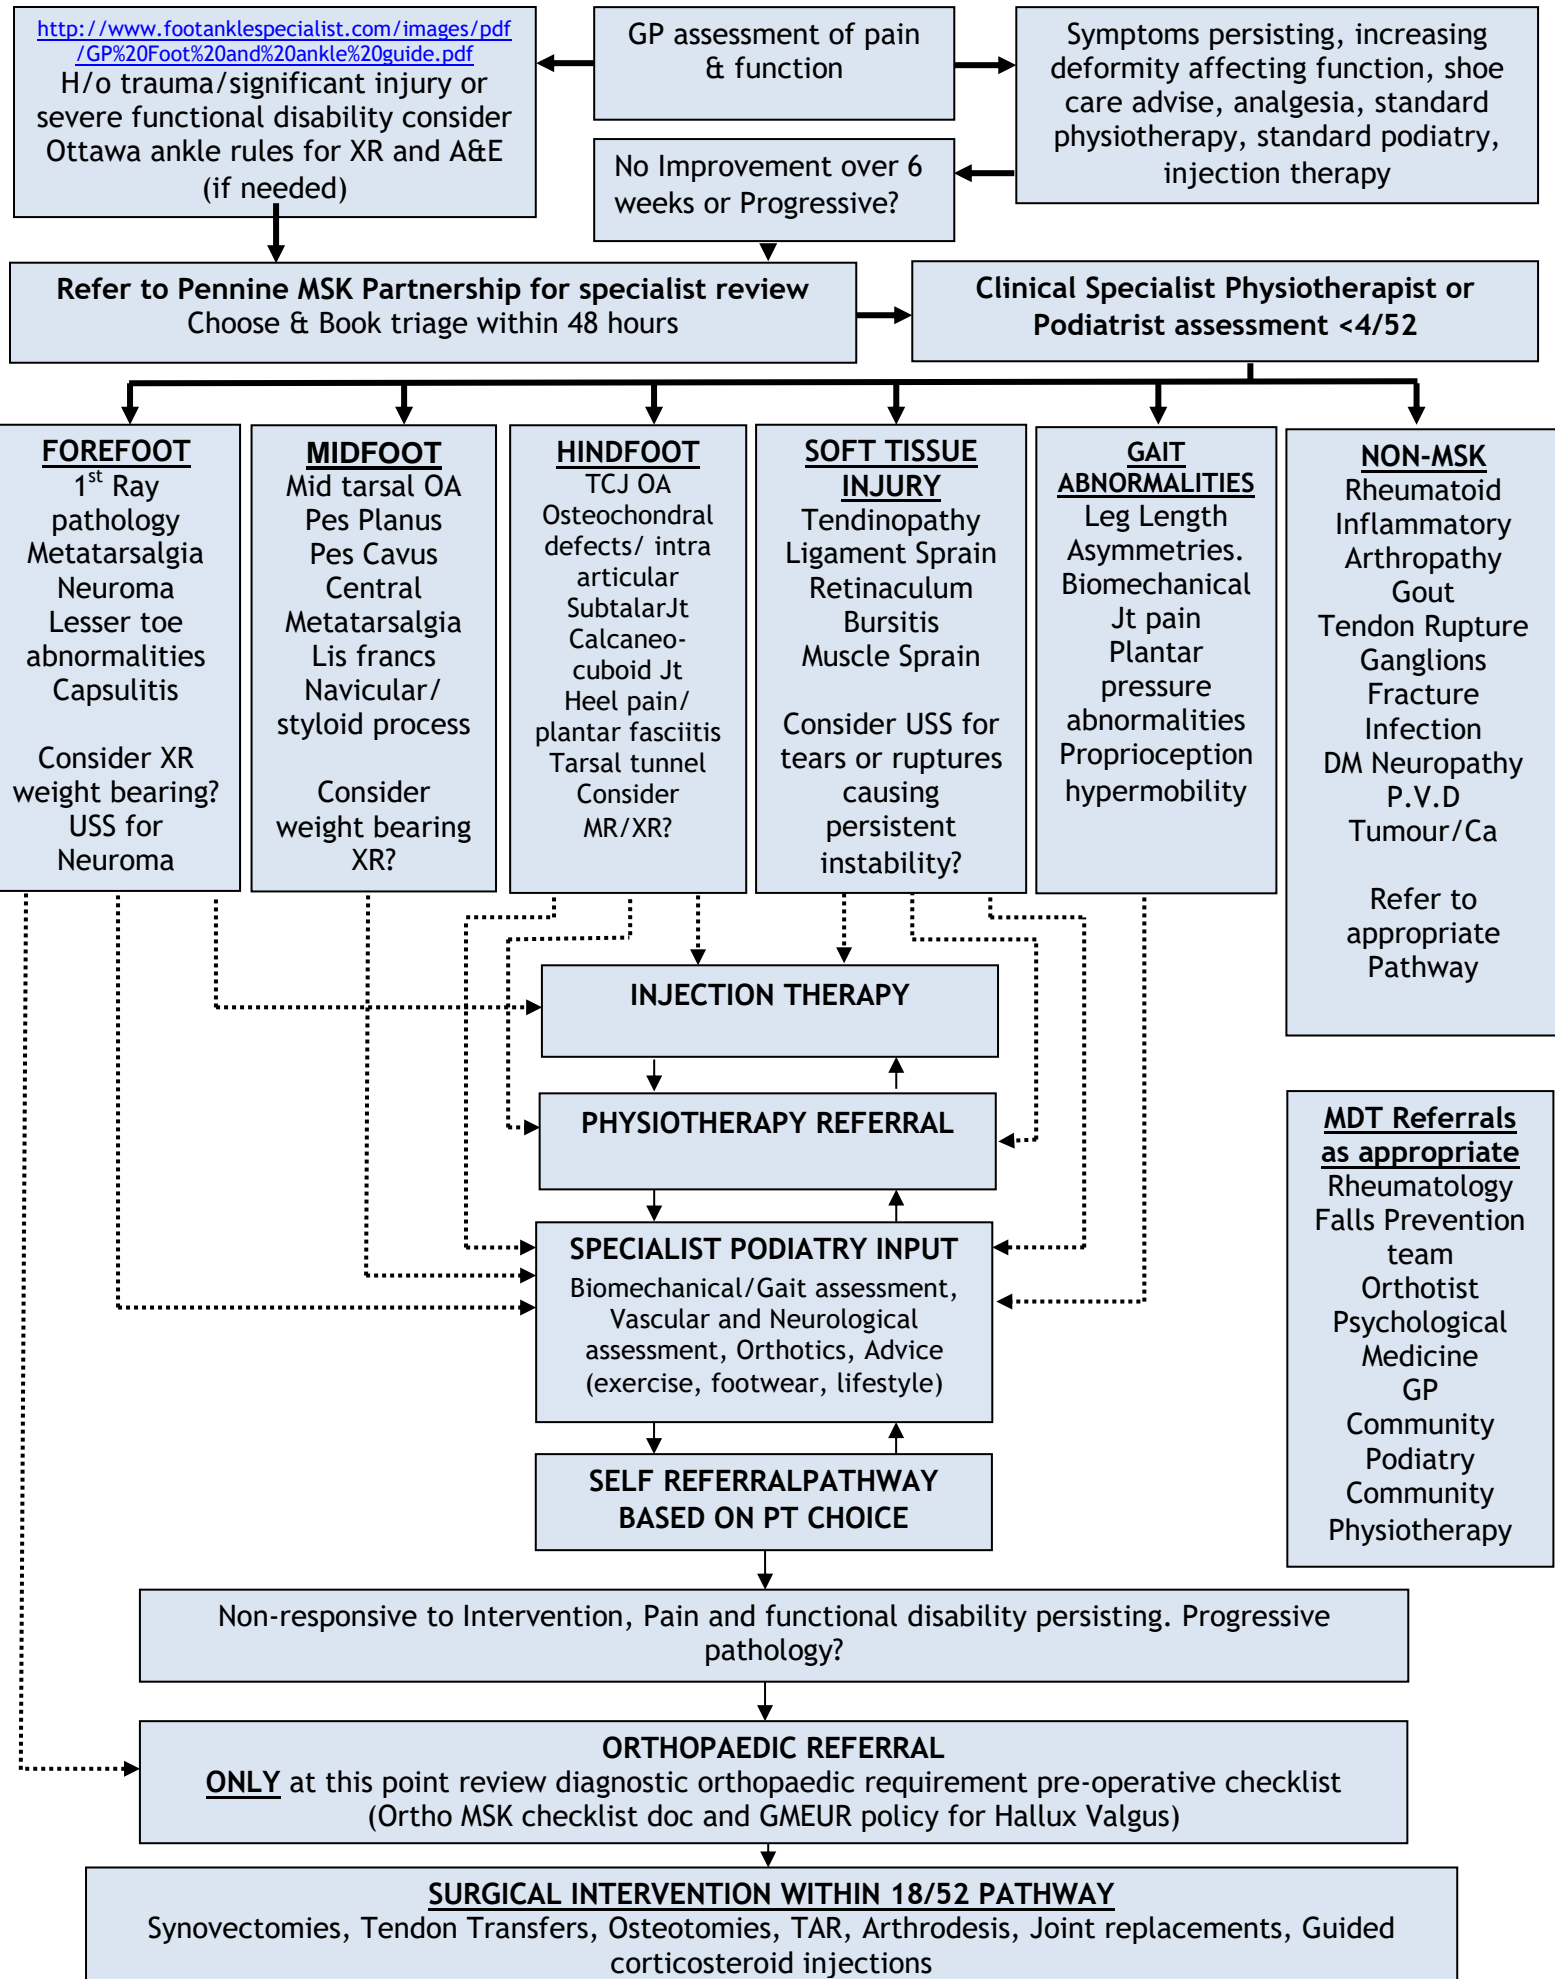 http://www.footanklespecialist.com/images/pdf
/GP%20Foot%20and%20ankle%20guide.pdf
H/o trauma/significant injury or
severe functional disability consider
Ottawa ankle rules for XR and A&E
(if needed)
GP assessment of pain
& function
Symptoms persisting, increasing
deformity affecting function, shoe
care advise, analgesia, standard
physiotherapy, standard podiatry,
injection therapy
No Improvement over 6
weeks or Progressive?
Refer to Pennine MSK Partnership for specialist review
Choose & Book triage within 48 hours
Clinical Specialist Physiotherapist or
Podiatrist assessment <4/52
FOREFOOT
1st Ray
pathology
Metatarsalgia
Neuroma
Lesser toe
abnormalities
Capsulitis
Consider XR
weight bearing?
USS for
Neuroma
MIDFOOT
Mid tarsal OA
Pes Planus
Pes Cavus
Central
Metatarsalgia
Lis francs
Navicular/
styloid process
Consider
weight bearing
XR?
HINDFOOT
TCJ OA
Osteochondral
defects/ intra
articular
SubtalarJt
Calcaneo-
cuboid Jt
Heel pain/
plantar fasciitis
Tarsal tunnel
Consider
MR/XR?
SOFT TISSUE
INJURY
Tendinopathy
Ligament Sprain
Retinaculum
Bursitis
Muscle Sprain
Consider USS for
tears or ruptures
causing
persistent
instability?
GAIT
ABNORMALITIES
Leg Length
Asymmetries.
Biomechanical
Jt pain
Plantar
pressure
abnormalities
Proprioception
hypermobility
NON-MSK
Rheumatoid
Inflammatory
Arthropathy
Gout
Tendon Rupture
Ganglions
Fracture
Infection
DM Neuropathy
P.V.D
Tumour/Ca
Refer to
appropriate
Pathway
INJECTION THERAPY
PHYSIOTHERAPY REFERRAL
SPECIALIST PODIATRY INPUT
Biomechanical/Gait assessment,
Vascular and Neurological
assessment, Orthotics, Advice
(exercise, footwear, lifestyle)
SELF REFERRALPATHWAY
BASED ON PT CHOICE
MDT Referrals
as appropriate
Rheumatology
Falls Prevention
team
Orthotist
Psychological
Medicine
GP
Community
Podiatry
Community
Physiotherapy
Non-responsive to Intervention, Pain and functional disability persisting. Progressive
pathology?
ORTHOPAEDIC REFERRAL
ONLY at this point review diagnostic orthopaedic requirement pre-operative checklist
(Ortho MSK checklist doc and GMEUR policy for Hallux Valgus)
SURGICAL INTERVENTION WITHIN 18/52 PATHWAY
Synovectomies, Tendon Transfers, Osteotomies, TAR, Arthrodesis, Joint replacements, Guided
corticosteroid injections